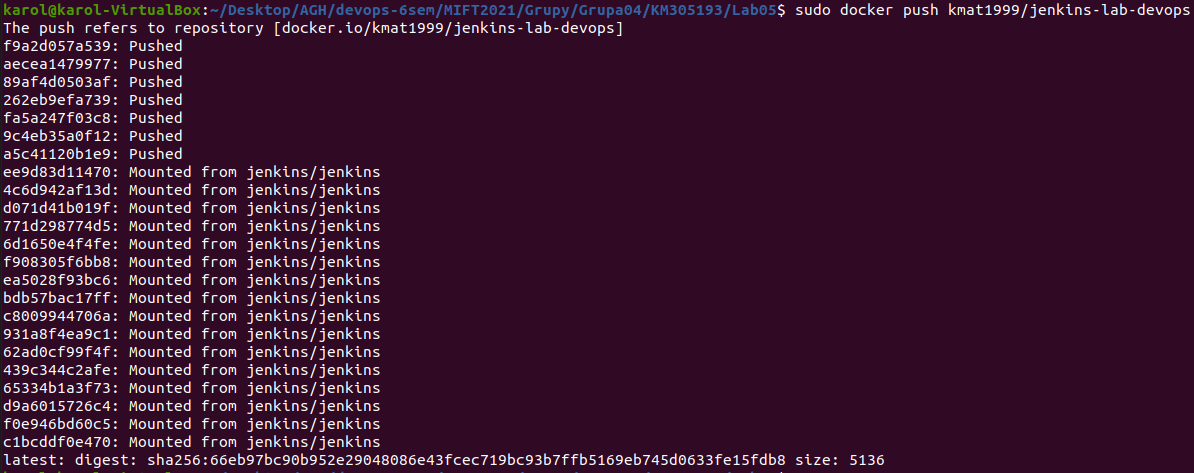 karol@karol-VirtualBox:~/Desktop/AGH/devops-6sem/MIFT2021/Grupy/Grupa04/KM305193/Lab05$ sudo docker push kmat1999/jenkins-lab-devops
The push refers to repository [docker.io/kmat1999/jenkins-lab-devops]
f9a2d057a539: Pushed
aecea1479977: Pushed
89af4d0503af: Pushed
262eb9efa739: Pushed
fa5a247f03c8: Pushed
9c4eb35a0f12: Pushed
a5c41120b1e9: Pushed
ee9d83d11470: Mounted from jenkins/jenkins
4c6d942af13d: Mounted from jenkins/jenkins
d071d41b019f: Mounted from jenkins/jenkins
771d298774d5: Mounted from jenkins/jenkins
6d1650e4f4fe: Mounted from jenkins/jenkins
f908305f6bb8: Mounted from jenkins/jenkins
ea5028f93bc6: Mounted from jenkins/jenkins
bdb57bac17ff: Mounted from jenkins/jenkins
c8009944706a: Mounted from jenkins/jenkins
931a8f4ea9c1: Mounted from jenkins/jenkins
62ad0cf99f4f: Mounted from jenkins/jenkins
439c344c2afe: Mounted from jenkins/jenkins
65334b1a3f73: Mounted from jenkins/jenkins
d9a6015726c4: Mounted from jenkins/jenkins
f0e946bd60c5: Mounted from jenkins/jenkins
c1bcddf0e470: Mounted from jenkins/jenkins
latest: digest: sha256:66eb97bc90b952e29048086e43fcec719bc93b7ffb5169eb745d0633fe15fdb8 size: 5136